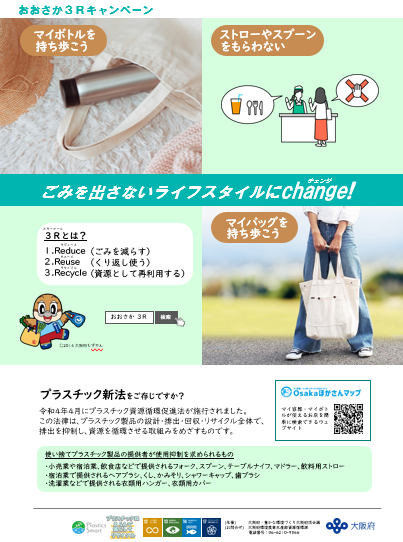 おおさか3Rキャンペーン
マイボトルを
持ち歩こう
ストローやスプーン
をもらわない
ごみを出さないライフスタイルにchange!
チェンジ
マイバッグを
持ち歩こう
3Rとは?
1.Reduce (ごみを減らす)
2.Reuse (くり返し使う)
3.Recycle (資源として再利用する)
おおさか 3R 検索
©2014 大阪府もずやん
プラスチック新法をご存じですか?
令和4年4月にプラスチック資源循環促進法が施行されました。
この法律は、プラスチック製品の設計・排出・回収・リサイクル全体で、
排出を抑制し、資源を循環させる取組みをめざすものです。
Osakaほかさんマップ
マイ容器・マイボト
ルが使えるお店を簡
単に検索できるウェ
ブサイト
使い捨てプラスチック製品の提供者が使用抑制を求められるもの
・小売業や宿泊業、飲食店などで提供されるフォーク、スプーン、テーブルナイフ、マドラー、飲料用ストロー
・宿泊業で提供されるヘアブラシ、くし、かみそり、シャワーキャップ、歯ブラシ
・洗濯業などで提供される衣類用ハンガー、衣類用カバー
Plastics
Smart
大阪府